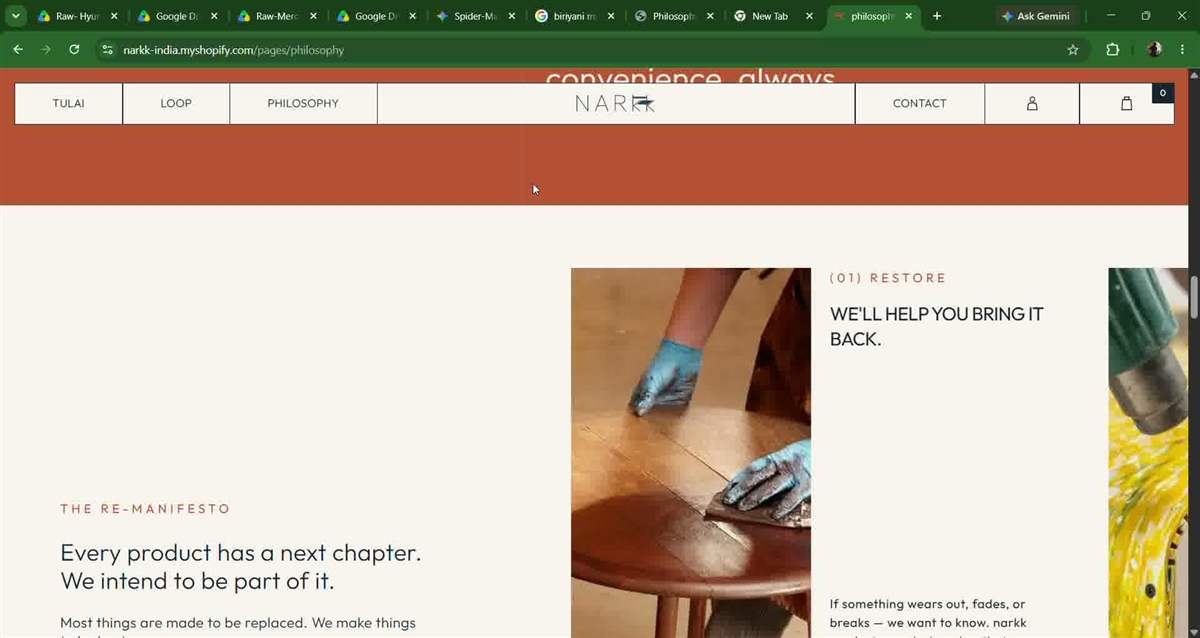 Raw- Hyu
Google D
Raw-Merc
Google D
Spider-Ma
biriyani m
Philosoph
New Tab
philosoph
Ask Gemini
narkk-india.myshopify.com/pages/philosophy
convenience, always
TULAI
LOOP
PHILOSOPHY
NARKK
CONTACT
0
(01) RESTORE
WE'LL HELP YOU BRING IT
BACK.
THE RE-MANIFESTO
Every product has a next chapter.
We intend to be part of it.
Most things are made to be replaced. We make things
If something wears out, fades, or
breaks — we want to know. narkk